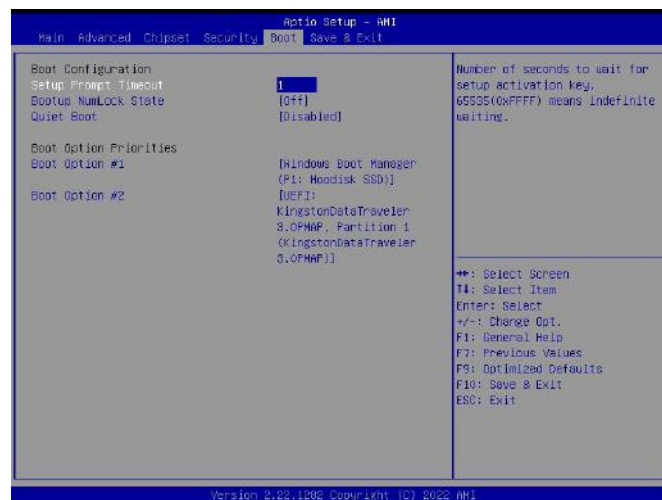 Aptio Setup - AMI
Main Advanced Chipset Security Boot Save & Exit
Boot Configuration
Setup Prompt Timeout 1
Bootup NumLock State [Off]
Quiet Boot [Disabled]
Boot Option Priorities
Boot Option #1 [Windows Boot Manager
(P1: Hoodisk SSD)]
Boot Option #2 [UEFI:
KingstonDataTraveler
3.0PMAP, Partition 1
(KingstonDataTraveler
3.0PMAP)]
Number of seconds to wait for
setup activation key.
65535(0xFFFF) means indefinite
waiting.
→←: Select Screen
↑↓: Select Item
Enter: Select
+/-: Change Opt.
F1: General Help
F7: Previous Values
F9: Optimized Defaults
F10: Save & Exit
ESC: Exit
Version 2.22.1282 Copyright (C) 2022 AMI